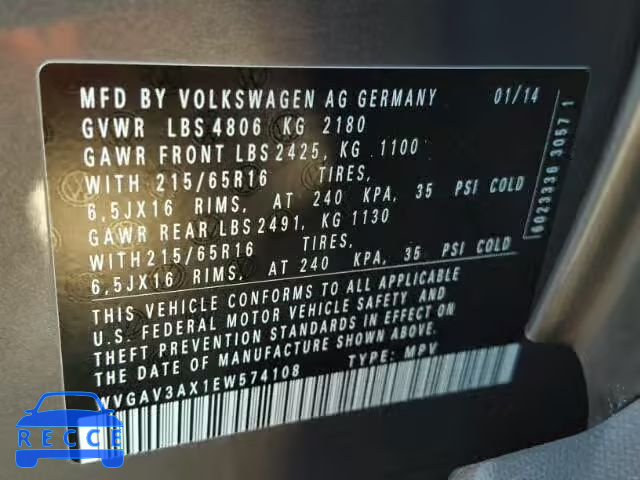 MFD BY VOLKSWAGEN AG GERMANY 01/14
GVWR LBS 4806 KG 2180
GAWR FRONT LBS 2425, KG 1100
WITH 215/65R16 TIRES,
6,5JX16 RIMS, AT 240 KPA, 35 PSI COLD
GAWR REAR LBS 2491, KG 1130
WITH 215/65R16 TIRES,
6,5JX16 RIMS, AT 240 KPA, 35 PSI COLD
THIS VEHICLE CONFORMS TO ALL APPLICABLE
U.S. FEDERAL MOTOR VEHICLE SAFETY AND
THEFT PREVENTION STANDARDS IN EFFECT ON
THE DATE OF MANUFACTURE SHOWN ABOVE.
WVGAV3AX1EW574108 TYPE: MPV
6023336 3057 1
RECCE